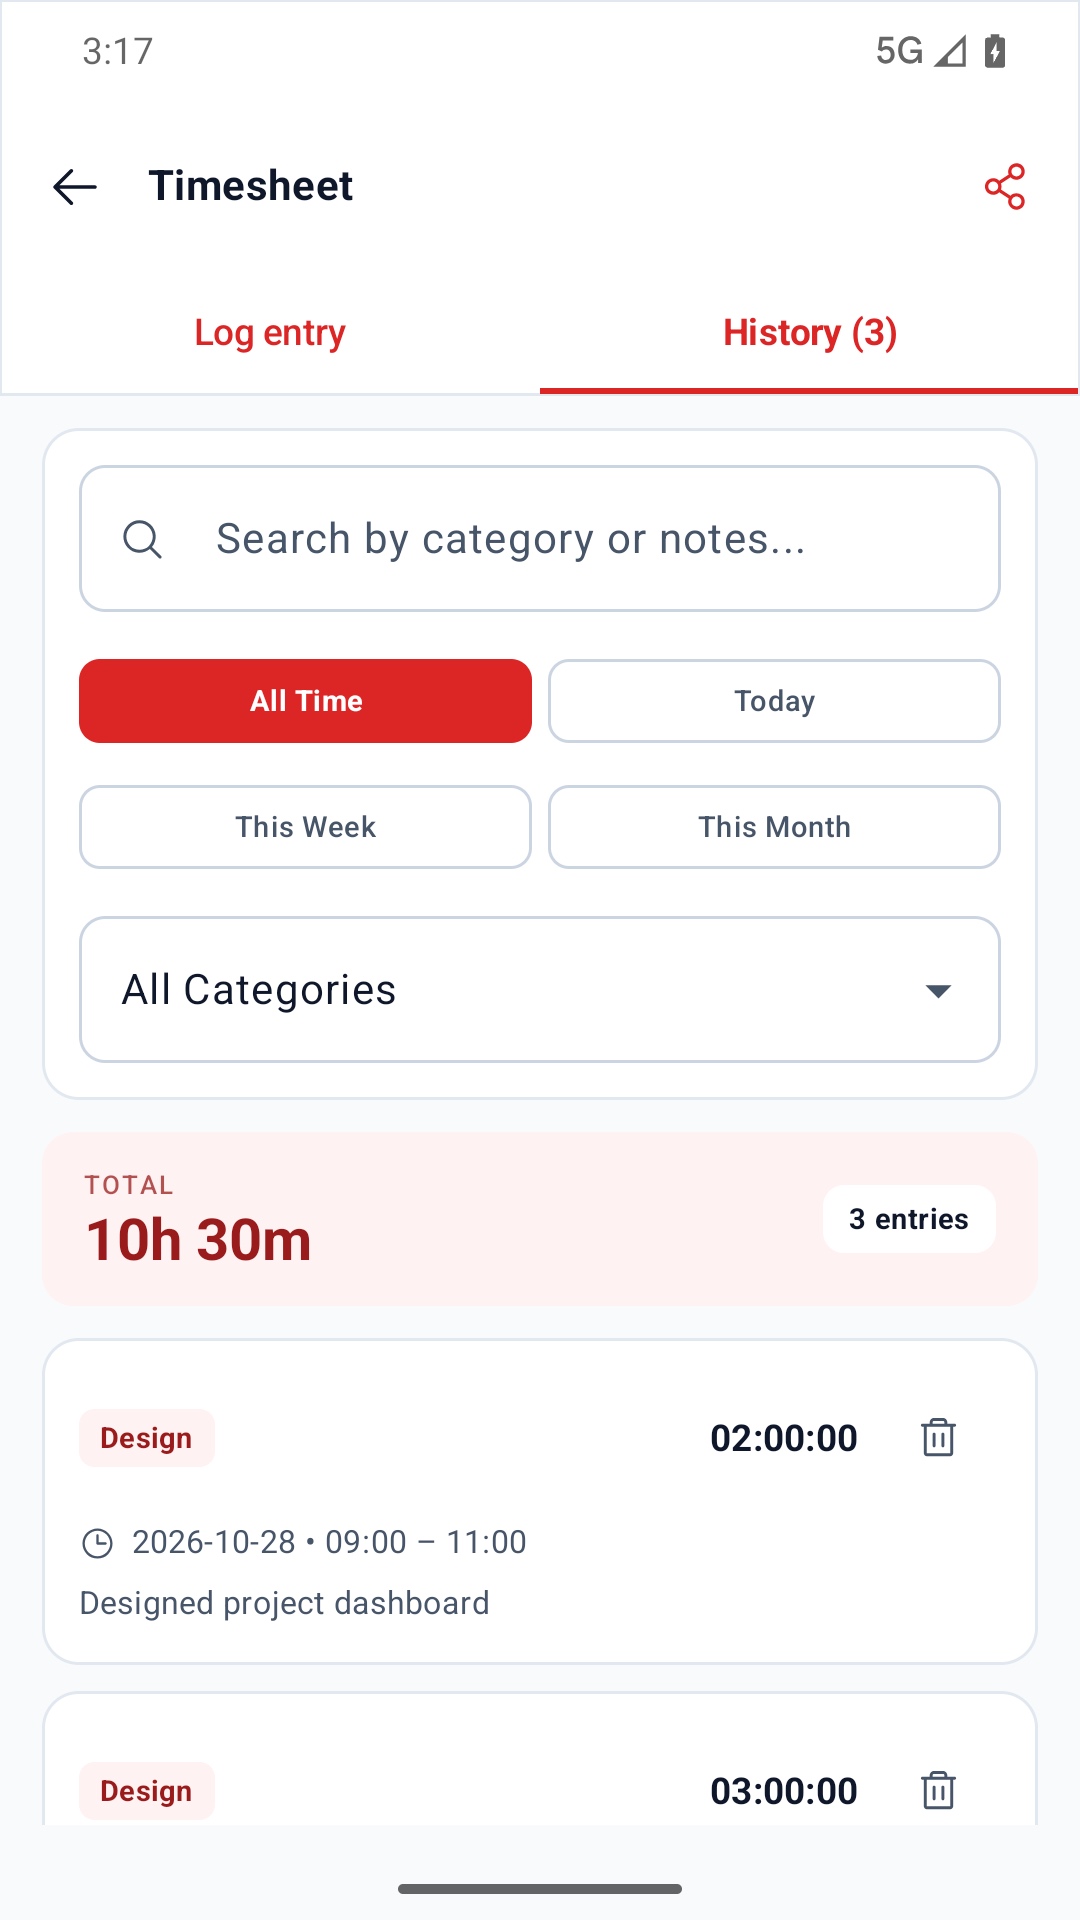 3:17
5G
Timesheet
Log entry
History (3)
Search by category or notes...
All Time
Today
This Week
This Month
All Categories
TOTAL
10h 30m
3 entries
Design
02:00:00
2026-10-28 • 09:00 – 11:00
Designed project dashboard
Design
03:00:00